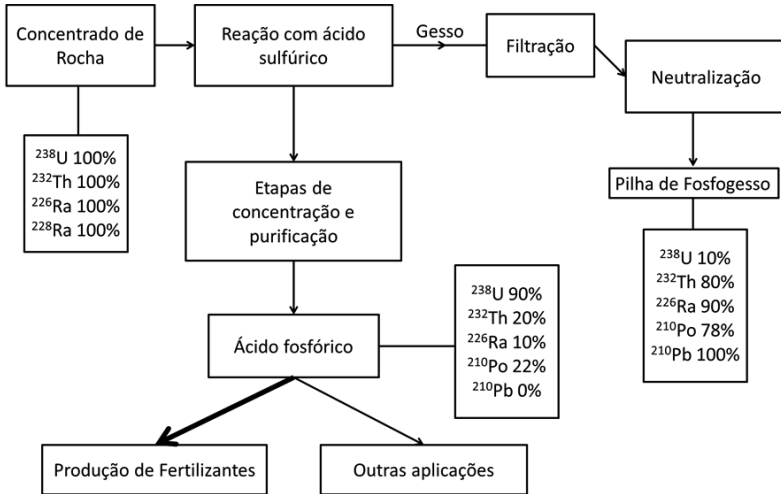 Concentrado de
Rocha
Reação com ácido
sulfúrico
Gesso
Filtração
Neutralização
²³⁸U 100%
²³²Th 100%
²²⁶Ra 100%
²²⁸Ra 100%
Etapas de
concentração e
purificação
Pilha de Fosfogesso
²³⁸U 10%
²³²Th 80%
²²⁶Ra 90%
²¹⁰Po 78%
²¹⁰Pb 100%
Ácido fosfórico
²³⁸U 90%
²³²Th 20%
²²⁶Ra 10%
²¹⁰Po 22%
²¹⁰Pb 0%
Produção de Fertilizantes
Outras aplicações